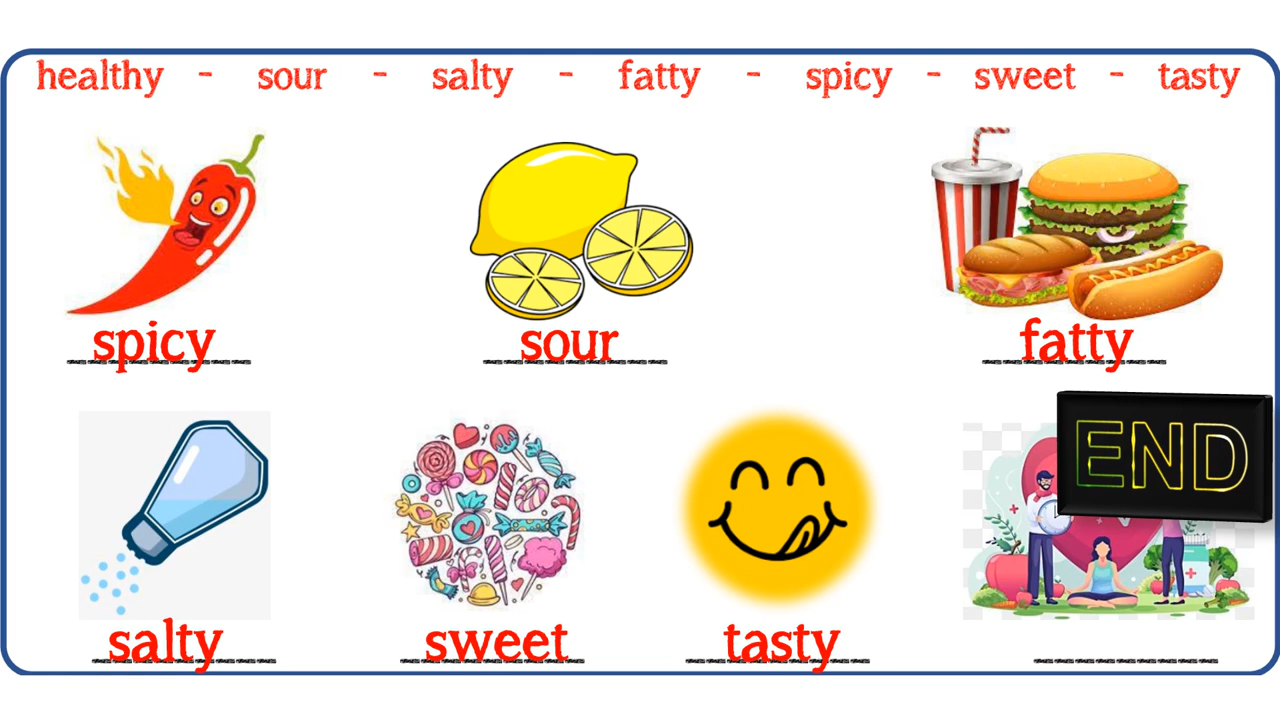 healthy - sour - salty - fatty - spicy - sweet - tasty
spicy sour fatty
END
salty sweet tasty